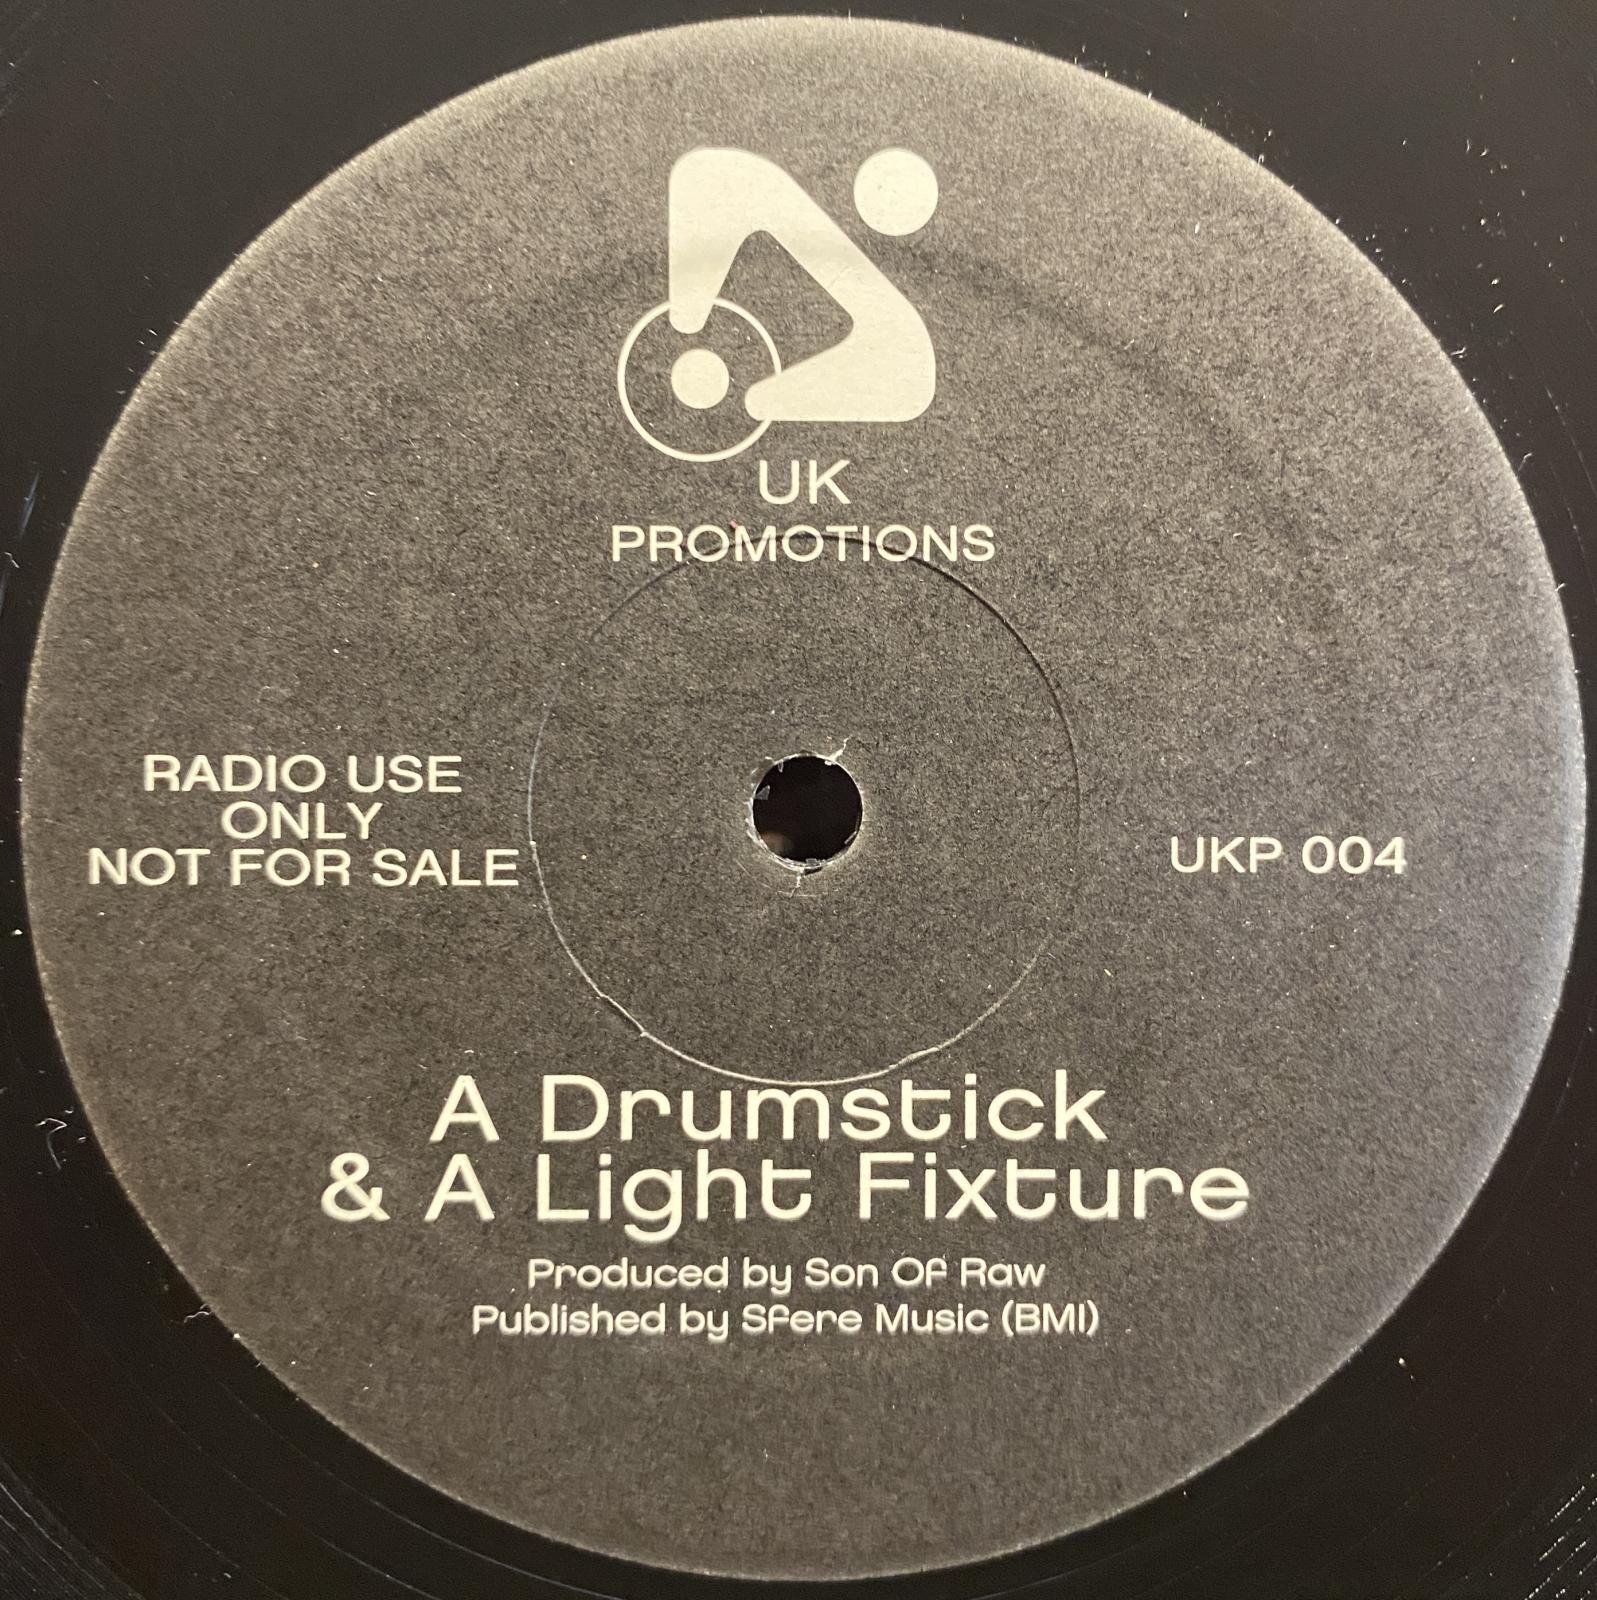 UK
PROMOTIONS
RADIO USE
ONLY
NOT FOR SALE
UKP 004
A Drumstick
& A Light Fixture
Produced by Son Of Raw
Published by Sfere Music (BMI)